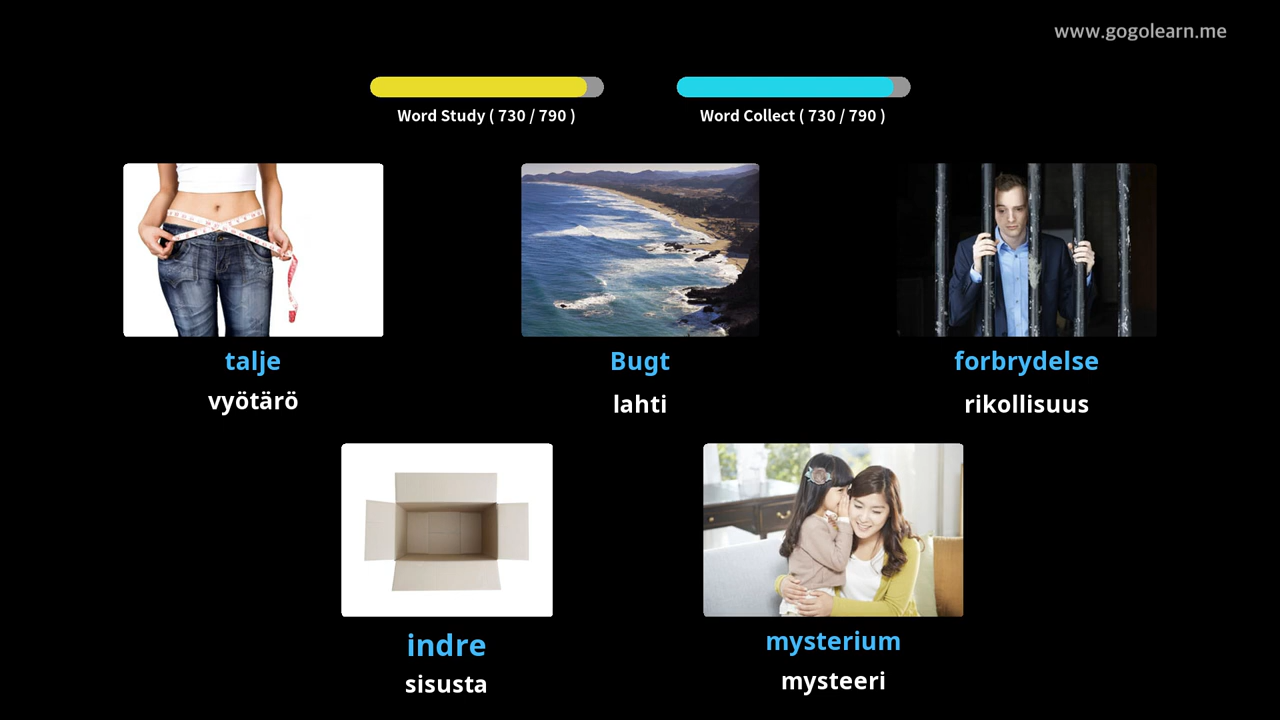 www.gogolearn.me
Word Study ( 730 / 790 )
Word Collect ( 730 / 790 )
talje
vyötärö
Bugt
lahti
forbrydelse
rikollisuus
indre
sisusta
mysterium
mysteeri